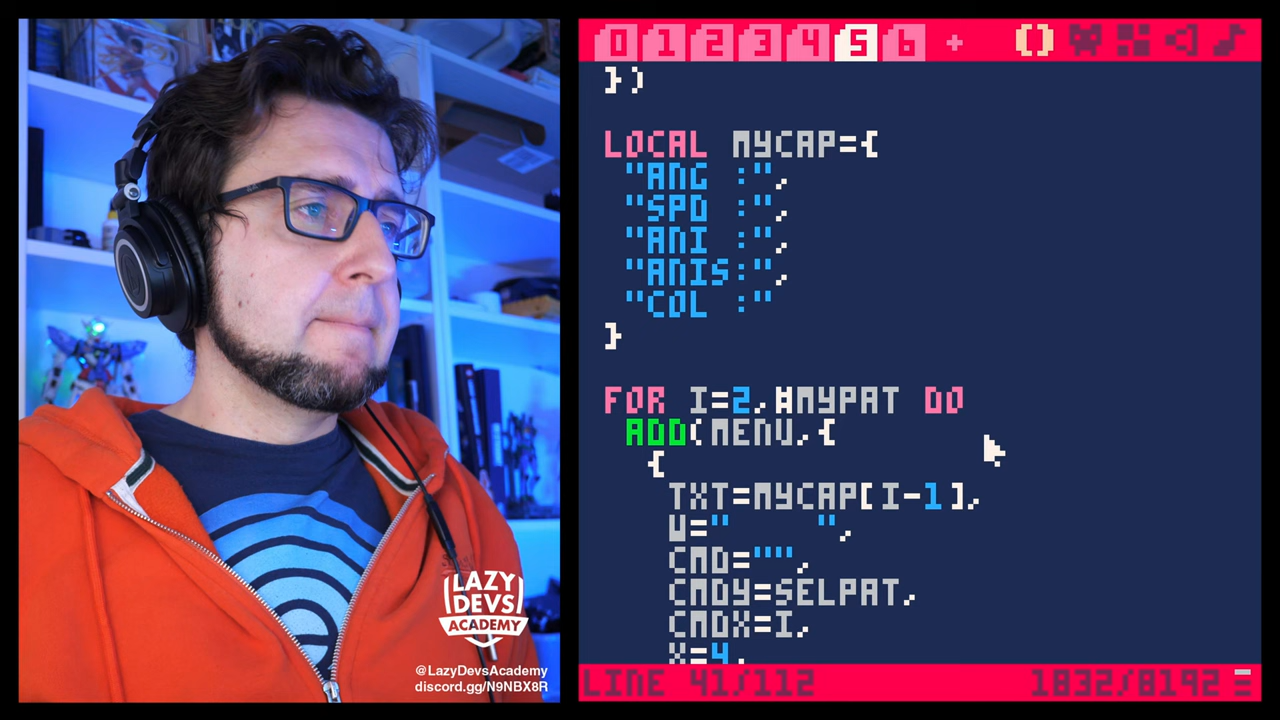 LAZY
DEVS
ACADEMY
@LazyDevsAcademy
discord.gg/N9NBX8R
0 1 2 3 4 5 6 +
})
LOCAL MYCAP={
"ANG :",
"SPD :",
"ANI :",
"ANIS:",
"COL :"
}
FOR I=2,#MYPAT DO
ADD(MENU,{
{
TXT=MYCAP[I-1],
W="     ",
CMD="",
CMDY=SELPAT,
CMDX=I,
X=4,
LINE 41/112
1832/8192